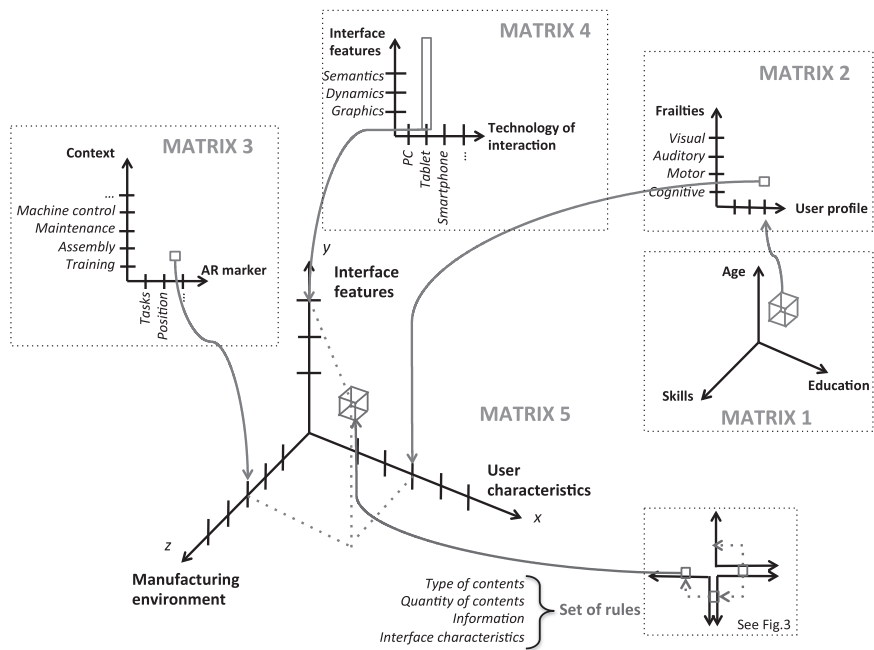 MATRIX 4
Interface
features
Semantics
Dynamics
Graphics
Technology of
interaction
PC
Tablet
Smartphone
...
MATRIX 2
Frailties
Visual
Auditory
Motor
Cognitive
User profile
MATRIX 3
Context
...
Machine control
Maintenance
Assembly
Training
AR marker
Tasks
Position
...
Age
Skills
Education
MATRIX 1
y
Interface
features
MATRIX 5
User
characteristics
x
z
Manufacturing
environment
Type of contents
Quantity of contents
Information
Interface characteristics
Set of rules
See Fig.3